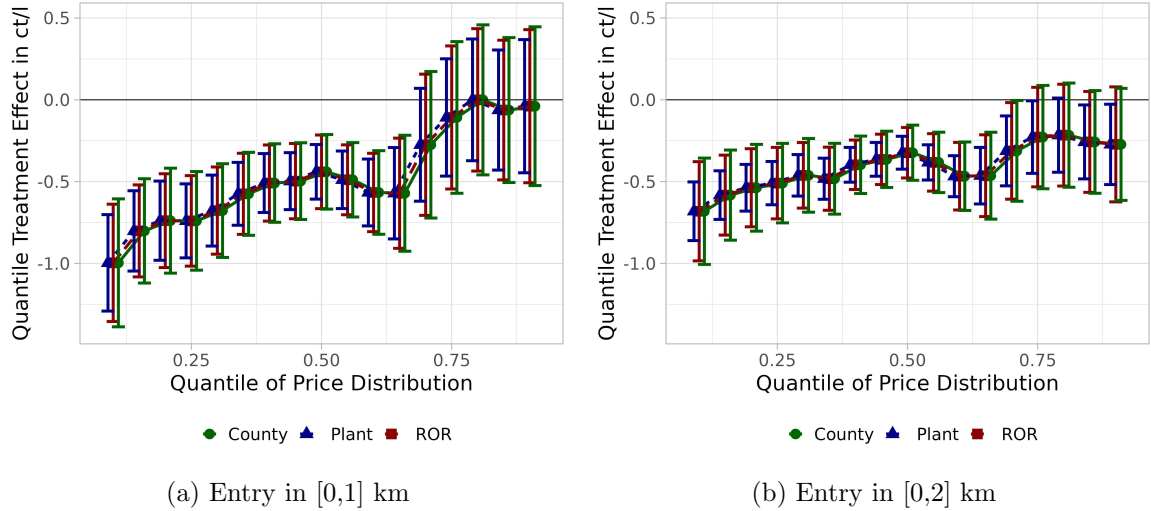 Quantile Treatment Effect in ct/l
0.5
0.0
-0.5
-1.0
0.25 0.50 0.75
Quantile of Price Distribution
County Plant ROR
(a) Entry in [0,1] km
Quantile Treatment Effect in ct/l
0.5
0.0
-0.5
-1.0
0.25 0.50 0.75
Quantile of Price Distribution
County Plant ROR
(b) Entry in [0,2] km